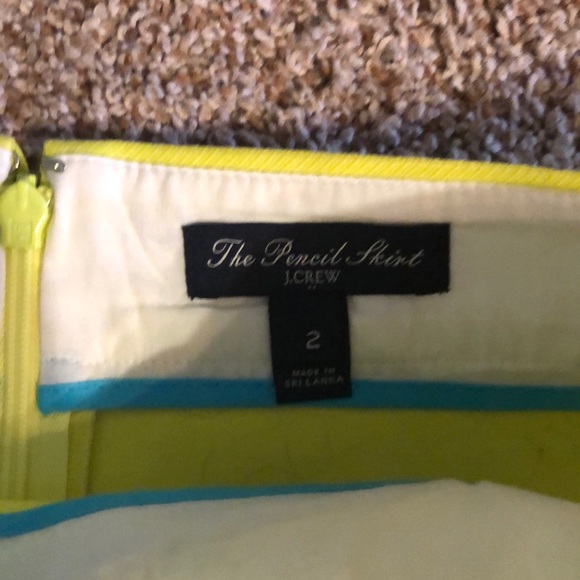 The Pencil Skirt
J.CREW
2
MADE IN
SRI LANKA